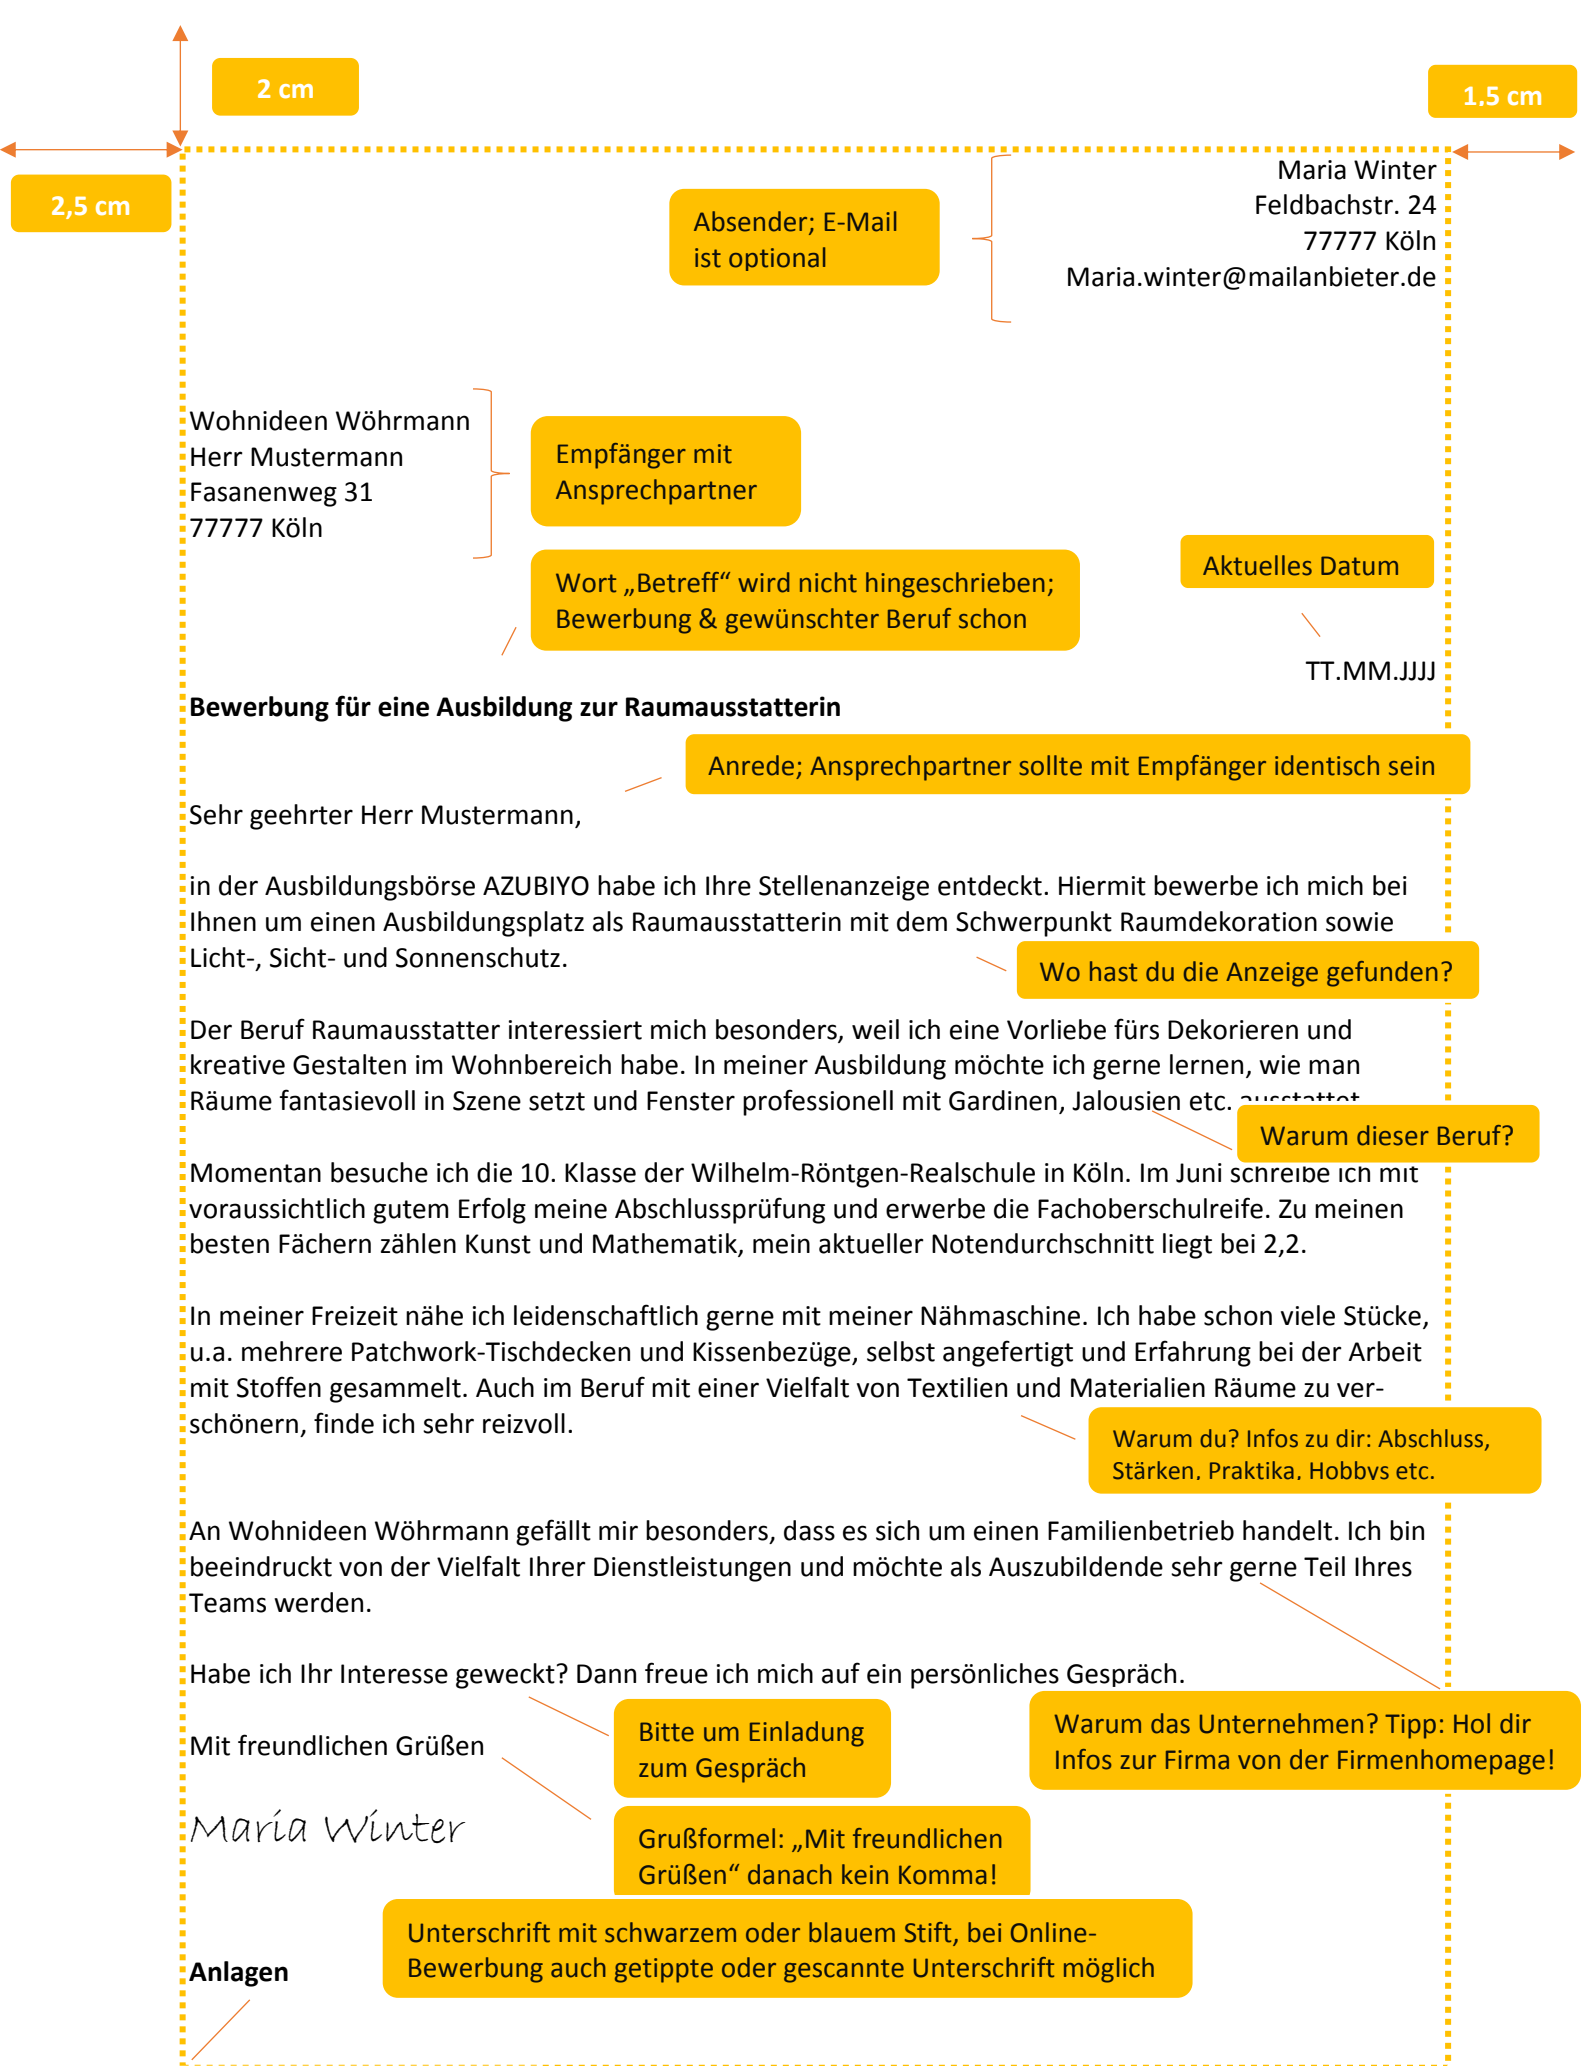 2 cm
1,5 cm
2,5 cm
Maria Winter
Feldbachstr. 24
77777 Köln
Maria.winter@mailanbieter.de
Absender; E-Mail
ist optional
Wohnideen Wöhrmann
Herr Mustermann
Fasanenweg 31
77777 Köln
Empfänger mit
Ansprechpartner
Wort „Betreff“ wird nicht hingeschrieben;
Bewerbung & gewünschter Beruf schon
Aktuelles Datum
TT.MM.JJJJ
Bewerbung für eine Ausbildung zur Raumausstatterin
Anrede; Ansprechpartner sollte mit Empfänger identisch sein
Sehr geehrter Herr Mustermann,
in der Ausbildungsbörse AZUBIYO habe ich Ihre Stellenanzeige entdeckt. Hiermit bewerbe ich mich bei
Ihnen um einen Ausbildungsplatz als Raumausstatterin mit dem Schwerpunkt Raumdekoration sowie
Licht-, Sicht- und Sonnenschutz.
Wo hast du die Anzeige gefunden?
Der Beruf Raumausstatter interessiert mich besonders, weil ich eine Vorliebe fürs Dekorieren und
kreative Gestalten im Wohnbereich habe. In meiner Ausbildung möchte ich gerne lernen, wie man
Räume fantasievoll in Szene setzt und Fenster professionell mit Gardinen, Jalousien etc. ausstattet
Warum dieser Beruf?
Momentan besuche ich die 10. Klasse der Wilhelm-Röntgen-Realschule in Köln. Im Juni schreibe ich mit
voraussichtlich gutem Erfolg meine Abschlussprüfung und erwerbe die Fachoberschulreife. Zu meinen
besten Fächern zählen Kunst und Mathematik, mein aktueller Notendurchschnitt liegt bei 2,2.
In meiner Freizeit nähe ich leidenschaftlich gerne mit meiner Nähmaschine. Ich habe schon viele Stücke,
u.a. mehrere Patchwork-Tischdecken und Kissenbezüge, selbst angefertigt und Erfahrung bei der Arbeit
mit Stoffen gesammelt. Auch im Beruf mit einer Vielfalt von Textilien und Materialien Räume zu ver-
schönern, finde ich sehr reizvoll.
Warum du? Infos zu dir: Abschluss,
Stärken, Praktika, Hobbys etc.
An Wohnideen Wöhrmann gefällt mir besonders, dass es sich um einen Familienbetrieb handelt. Ich bin
beeindruckt von der Vielfalt Ihrer Dienstleistungen und möchte als Auszubildende sehr gerne Teil Ihres
Teams werden.
Habe ich Ihr Interesse geweckt? Dann freue ich mich auf ein persönliches Gespräch.
Warum das Unternehmen? Tipp: Hol dir
Infos zur Firma von der Firmenhomepage!
Bitte um Einladung
zum Gespräch
Mit freundlichen Grüßen
Maria Winter
Grußformel: „Mit freundlichen
Grüßen“ danach kein Komma!
Unterschrift mit schwarzem oder blauem Stift, bei Online-
Bewerbung auch getippte oder gescannte Unterschrift möglich
Anlagen